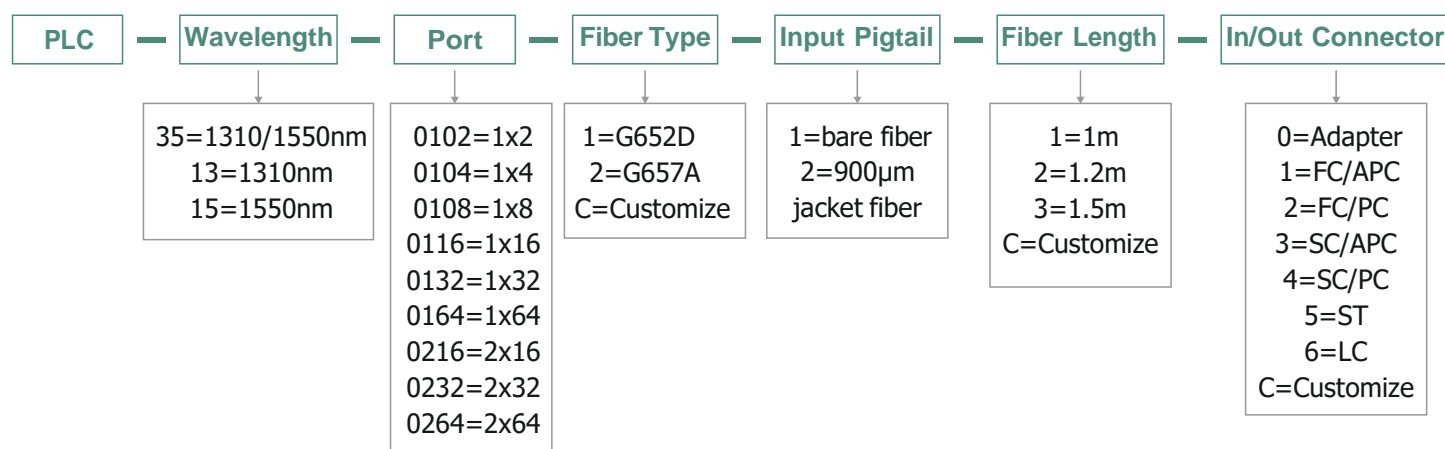 PLC Wavelength Port Fiber Type Input Pigtail Fiber Length In/Out Connector
35=1310/1550nm
13=1310nm
15=1550nm
0102=1x2
0104=1x4
0108=1x8
0116=1x16
0132=1x32
0164=1x64
0216=2x16
0232=2x32
0264=2x64
1=G652D
2=G657A
C=Customize
1=bare fiber
2=900µm
jacket fiber
1=1m
2=1.2m
3=1.5m
C=Customize
0=Adapter
1=FC/APC
2=FC/PC
3=SC/APC
4=SC/PC
5=ST
6=LC
C=Customize